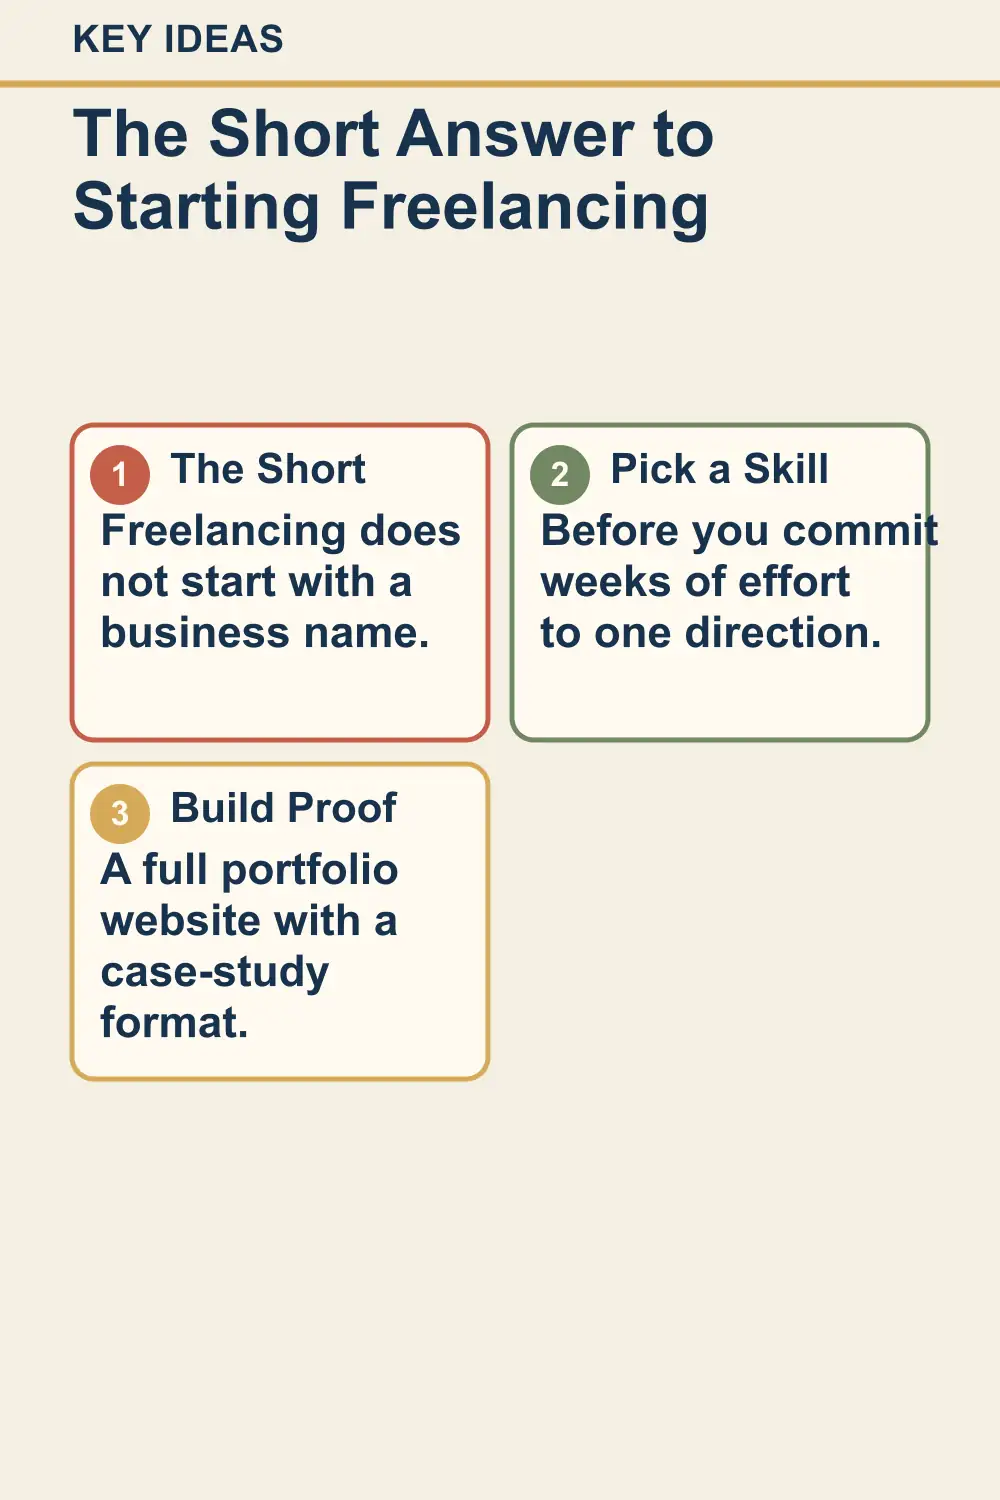 KEY IDEAS
The Short Answer to
Starting Freelancing
1 The Short
Freelancing does
not start with a
business name.
2 Pick a Skill
Before you commit
weeks of effort
to one direction.
3 Build Proof
A full portfolio
website with a
case-study
format.